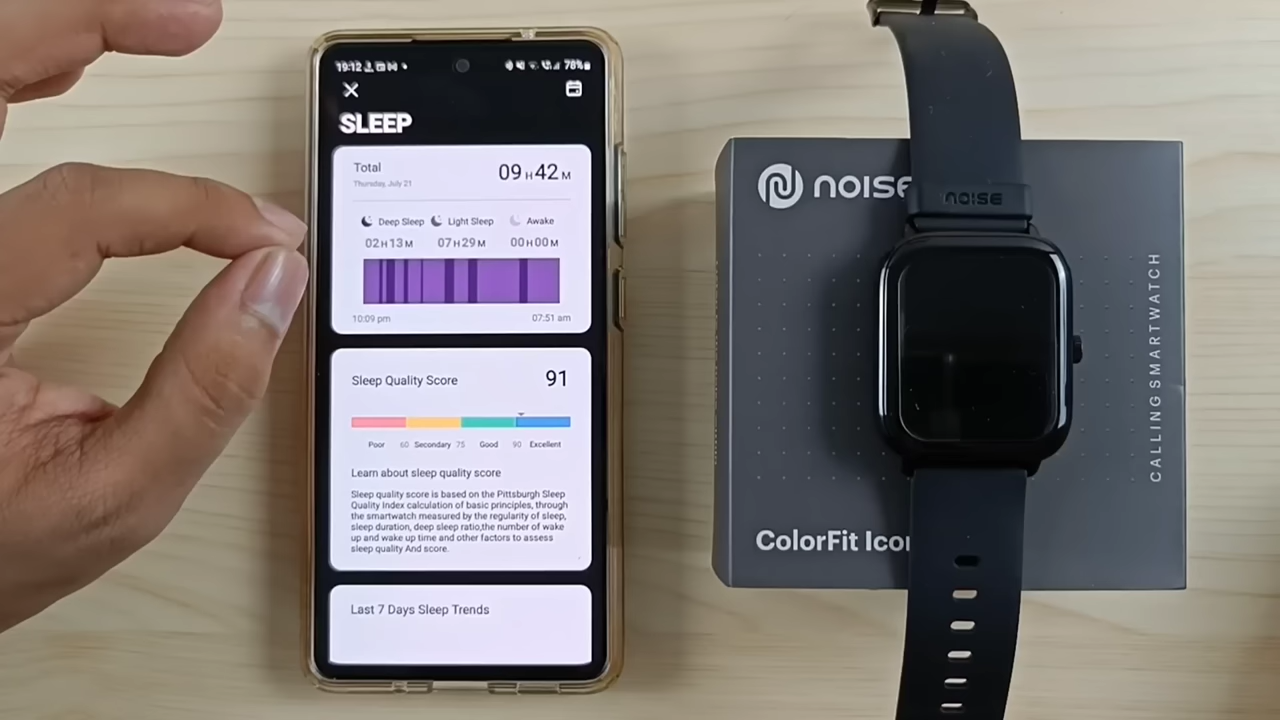 19:12
78%
SLEEP
Total
09 H 42 M
Thursday, July 21
Deep Sleep Light Sleep Awake
02 H 13 M 07 H 29 M 00 H 00 M
10:09 pm 07:51 am
Sleep Quality Score 91
Poor 60 Secondary 75 Good 90 Excellent
Learn about sleep quality score
Sleep quality score is based on the Pittsburgh Sleep
Quality Index calculation of basic principles, through
the smartwatch measured by the regularity of sleep,
sleep duration, deep sleep ratio,the number of wake
up and wake up time and other factors to assess
sleep quality And score.
Last 7 Days Sleep Trends
noise
noise
CALLING SMARTWATCH
ColorFit Icon